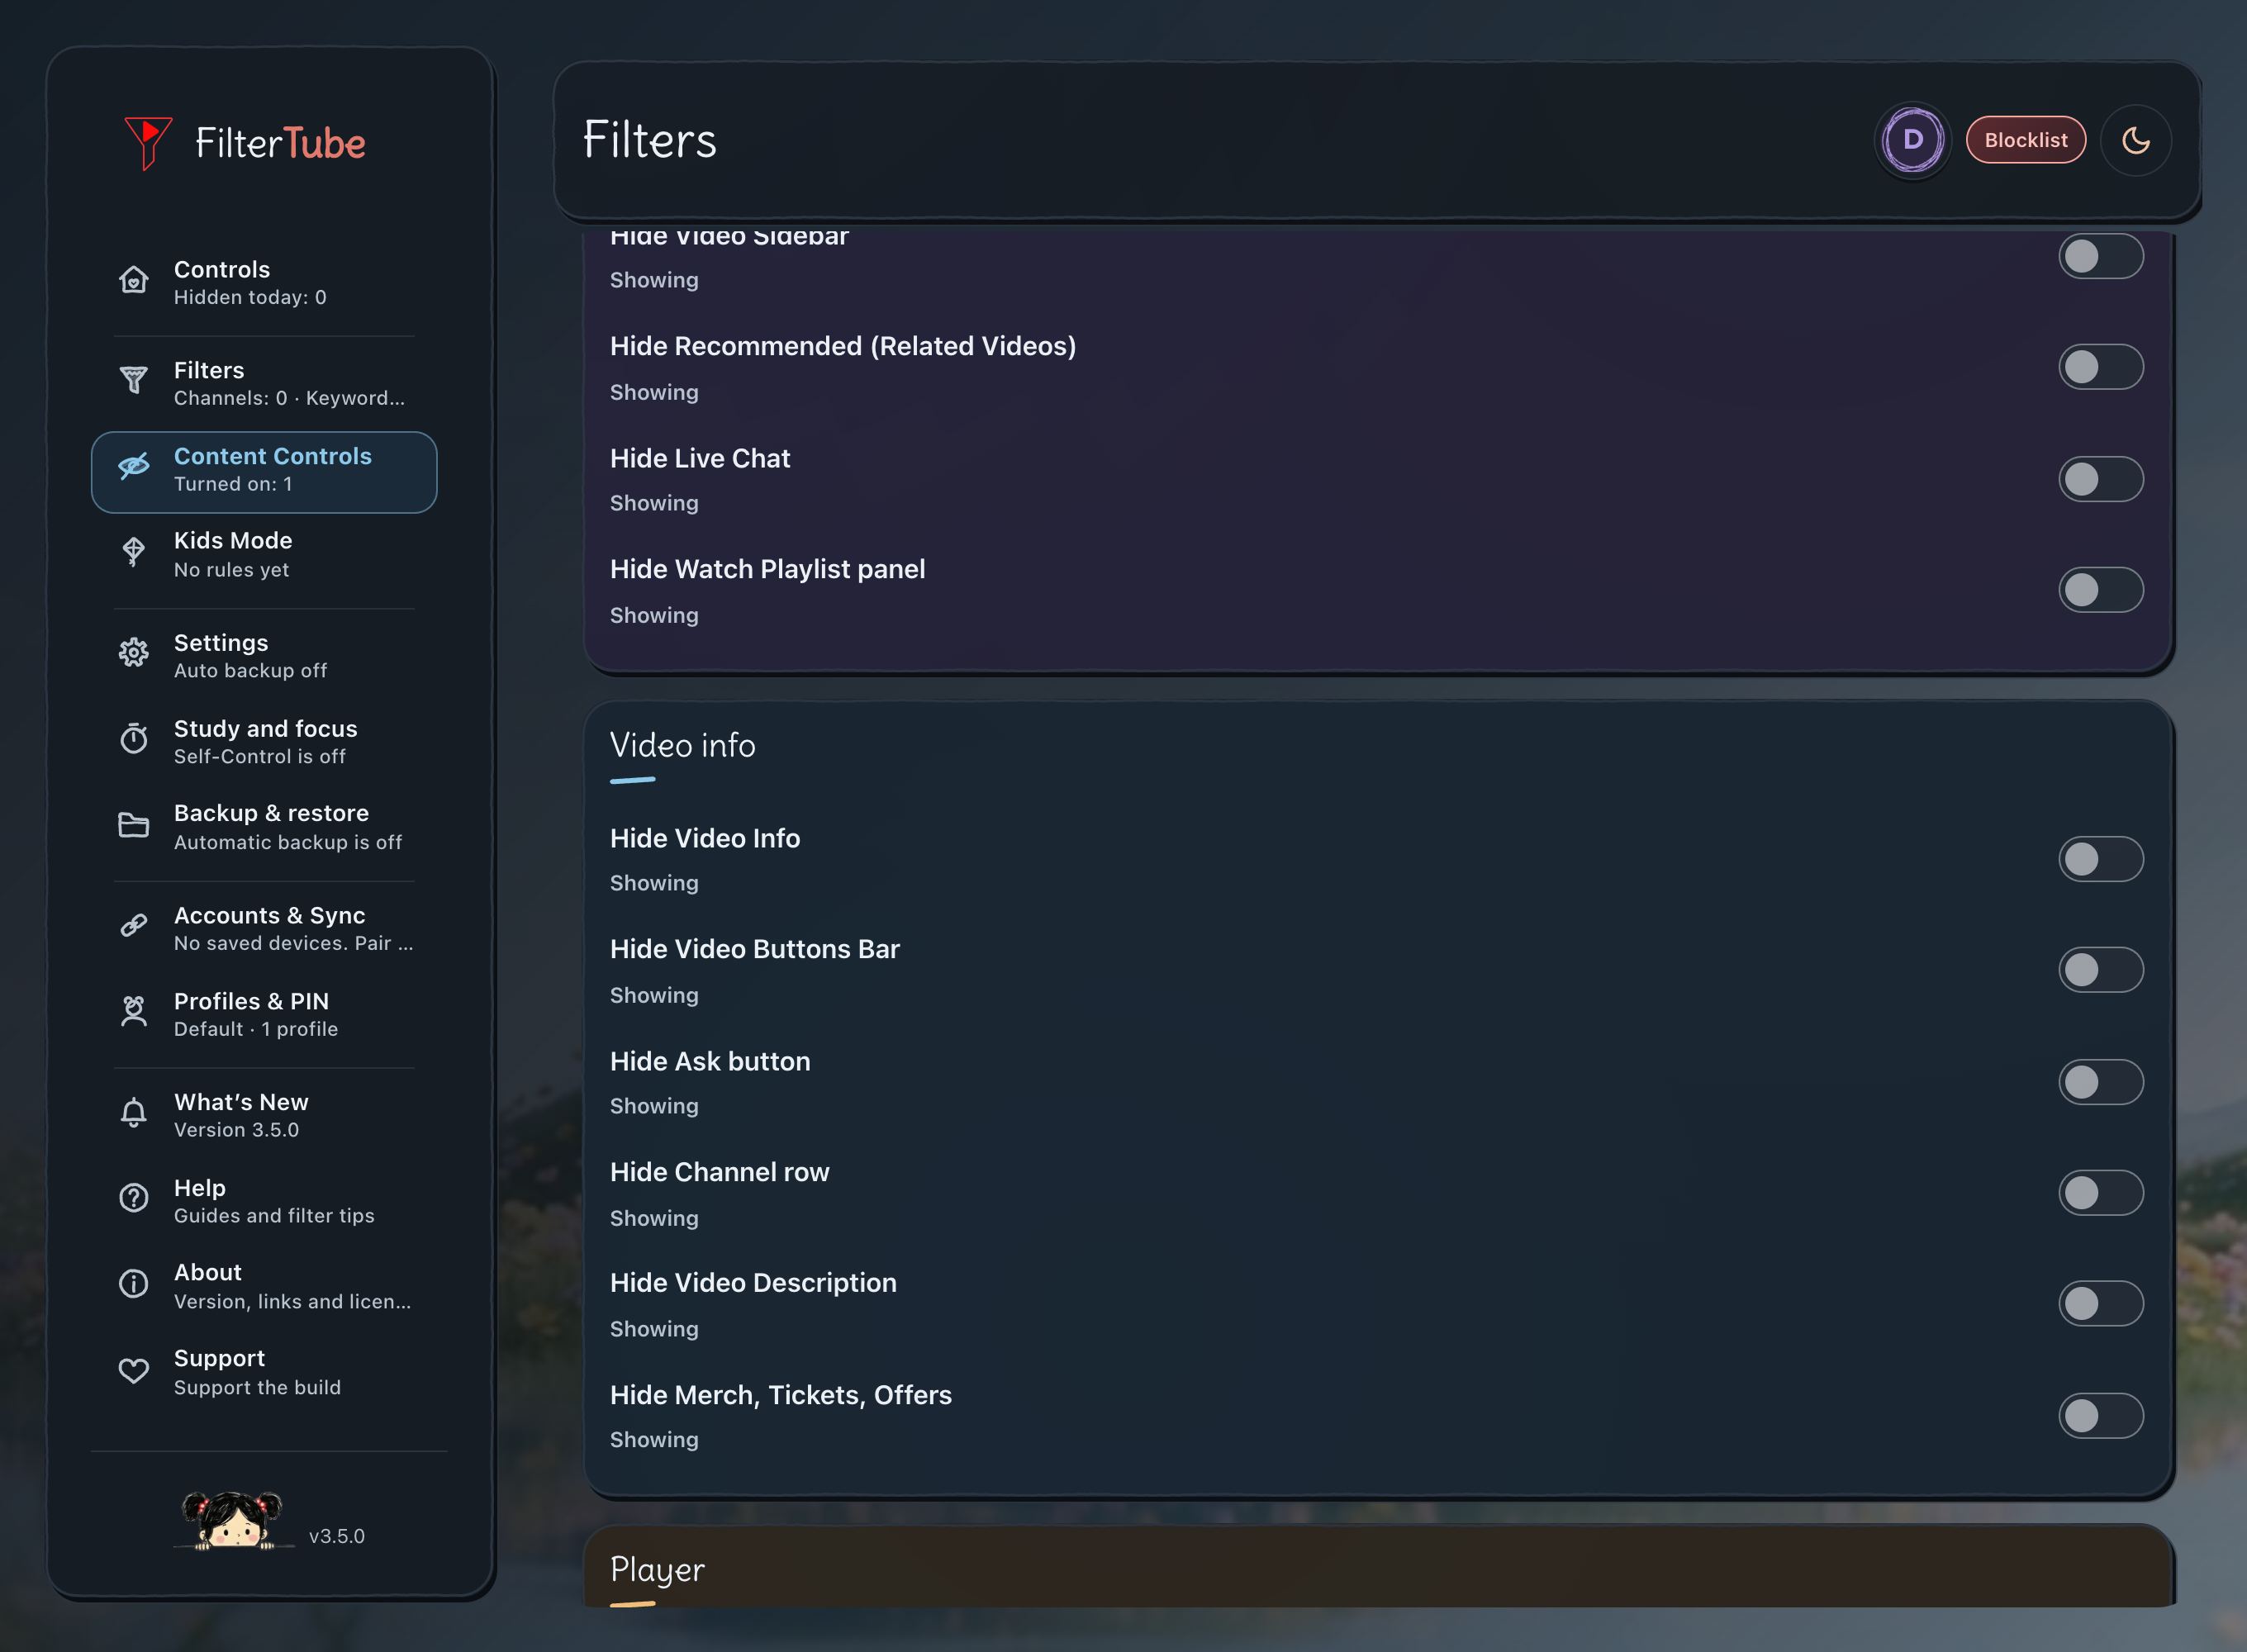 FilterTube
Controls
Hidden today: 0
Filters
Channels: 0 · Keyword...
Content Controls
Turned on: 1
Kids Mode
No rules yet
Settings
Auto backup off
Study and focus
Self-Control is off
Backup & restore
Automatic backup is off
Accounts & Sync
No saved devices. Pair ...
Profiles & PIN
Default · 1 profile
What’s New
Version 3.5.0
Help
Guides and filter tips
About
Version, links and licen...
Support
Support the build
v3.5.0
Filters
D
Blocklist
Hide Video Sidebar
Showing
Hide Recommended (Related Videos)
Showing
Hide Live Chat
Showing
Hide Watch Playlist panel
Showing
Video info
Hide Video Info
Showing
Hide Video Buttons Bar
Showing
Hide Ask button
Showing
Hide Channel row
Showing
Hide Video Description
Showing
Hide Merch, Tickets, Offers
Showing
Player